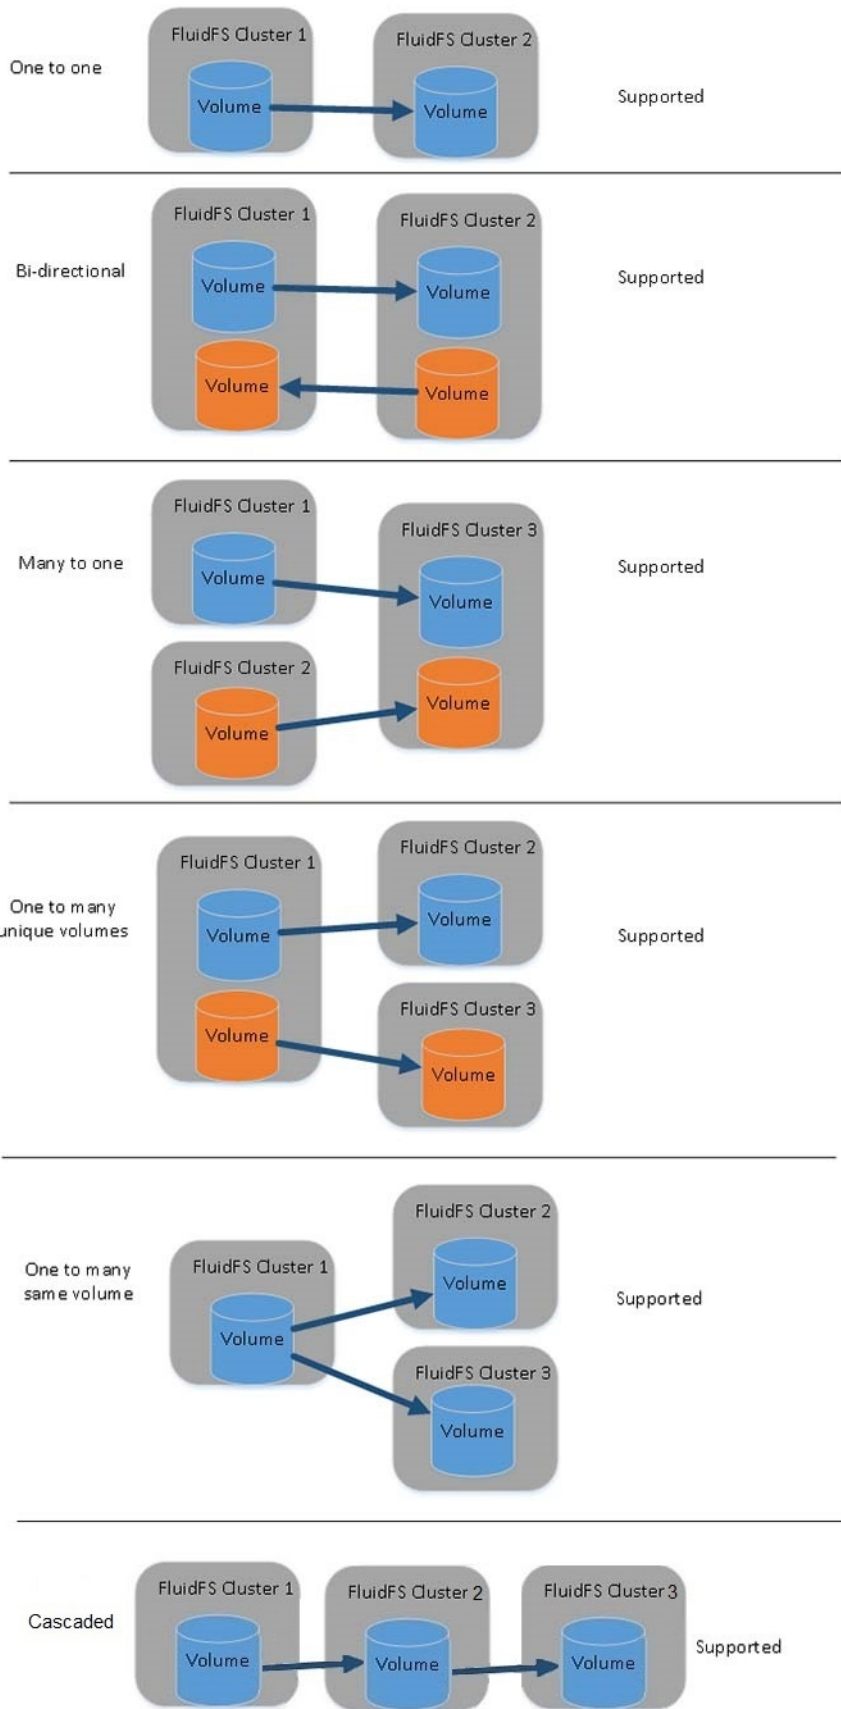 FluidFS Cluster 1
FluidFS Cluster 2
One to one
Volume
Volume
Supported
FluidFS Cluster 1
FluidFS Cluster 2
Bi-directional
Volume
Volume
Supported
Volume
Volume
FluidFS Cluster 1
FluidFS Cluster 3
Many to one
Volume
Volume
Supported
FluidFS Cluster 2
Volume
Volume
FluidFS Cluster 1
FluidFS Cluster 2
One to many
unique volumes
Volume
Volume
Supported
FluidFS Cluster 3
Volume
Volume
FluidFS Cluster 2
FluidFS Cluster 1
One to many
same volume
Volume
Volume
Supported
FluidFS Cluster 3
Volume
FluidFS Cluster 1
FluidFS Cluster 2
FluidFS Cluster 3
Cascaded
Volume
Volume
Volume
Supported